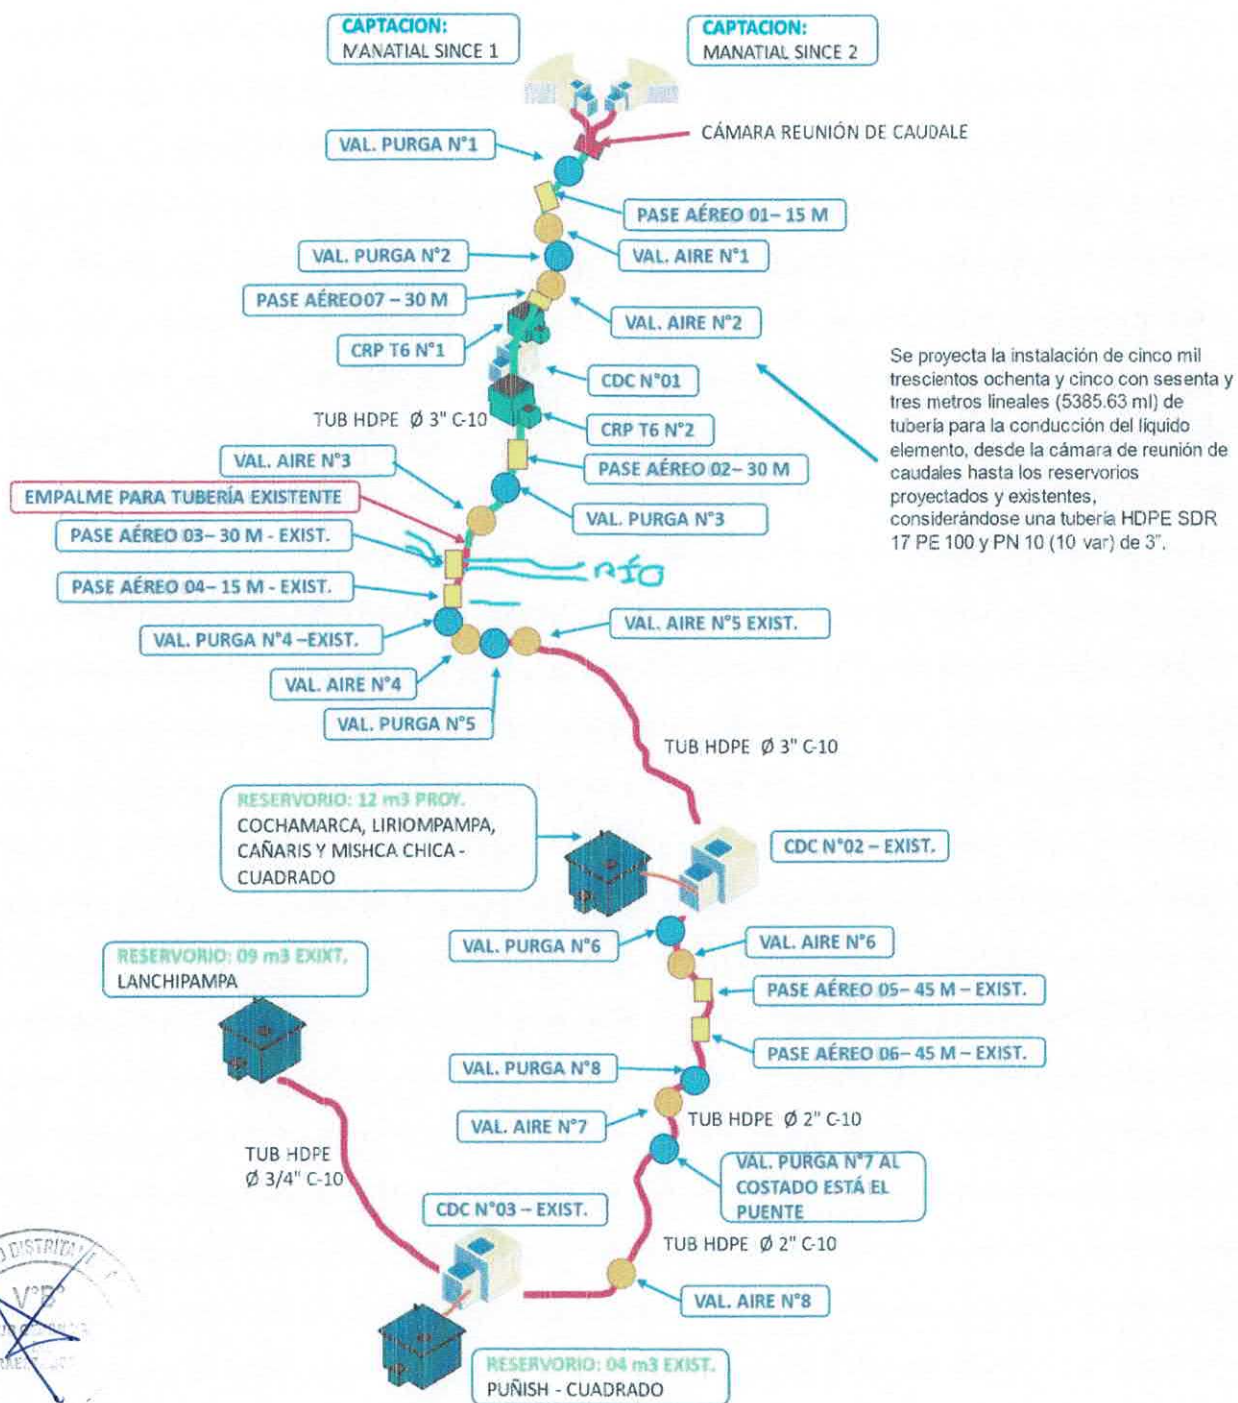 CAPTACION:
MANATIAL SINCE 1
CAPTACION:
MANATIAL SINCE 2
CÁMARA REUNIÓN DE CAUDALE
VAL. PURGA N°1
PASE AÉREO 01– 15 M
VAL. PURGA N°2
VAL. AIRE N°1
PASE AÉREO07 – 30 M
VAL. AIRE N°2
CRP T6 N°1
CDC N°01
TUB HDPE Ø 3" C-10
CRP T6 N°2
VAL. AIRE N°3
PASE AÉREO 02– 30 M
EMPALME PARA TUBERÍA EXISTENTE
VAL. PURGA N°3
PASE AÉREO 03– 30 M - EXIST.
RÍO
PASE AÉREO 04– 15 M - EXIST.
VAL. PURGA N°4 –EXIST.
VAL. AIRE N°5 EXIST.
VAL. AIRE N°4
VAL. PURGA N°5
Se proyecta la instalación de cinco mil
trescientos ochenta y cinco con sesenta y
tres metros lineales (5385.63 ml) de
tubería para la conducción del líquido
elemento, desde la cámara de reunión de
caudales hasta los reservorios
proyectados y existentes,
considerándose una tubería HDPE SDR
17 PE 100 y PN 10 (10 var) de 3".
TUB HDPE Ø 3" C-10
RESERVORIO: 12 m3 PROY.
COCHAMARCA, LIRIOMPAMPA,
CAÑARIS Y MISHCA CHICA -
CUADRADO
CDC N°02 – EXIST.
VAL. PURGA N°6
VAL. AIRE N°6
RESERVORIO: 09 m3 EXIXT.
LANCHIPAMPA
PASE AÉREO 05– 45 M – EXIST.
PASE AÉREO 06– 45 M – EXIST.
VAL. PURGA N°8
VAL. AIRE N°7
TUB HDPE Ø 2" C-10
TUB HDPE
Ø 3/4" C-10
VAL. PURGA N°7 AL
COSTADO ESTÁ EL
PUENTE
CDC N°03 – EXIST.
TUB HDPE Ø 2" C-10
VAL. AIRE N°8
RESERVORIO: 04 m3 EXIST.
PUÑISH - CUADRADO
DISTRITAL
V°B°